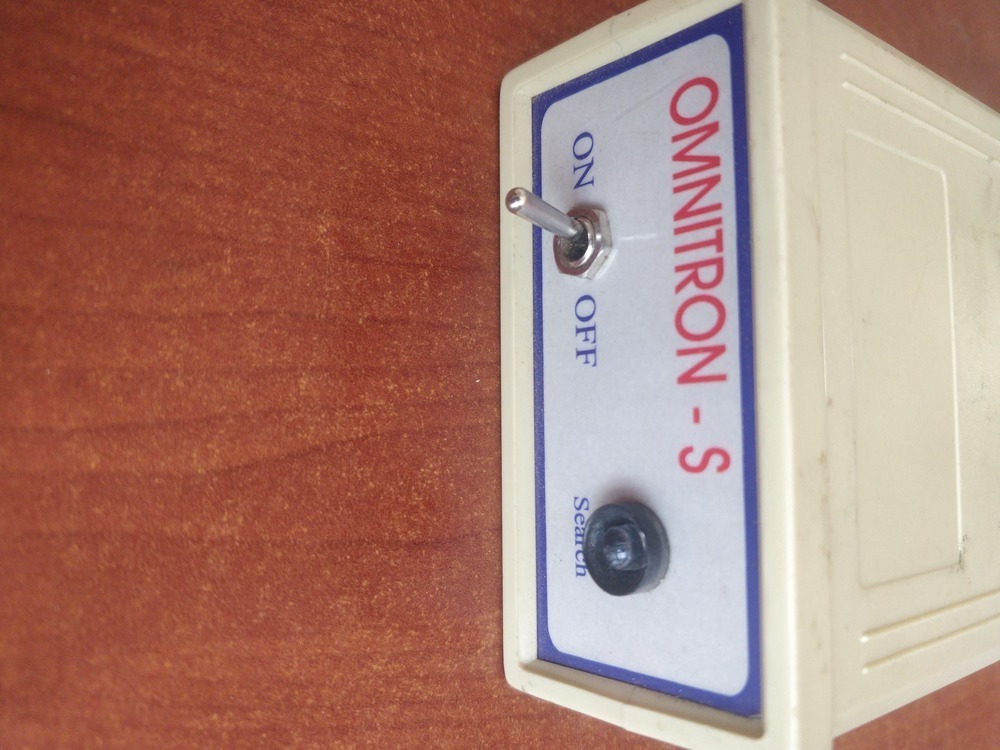 OMNITRON - S
ON OFF
Search